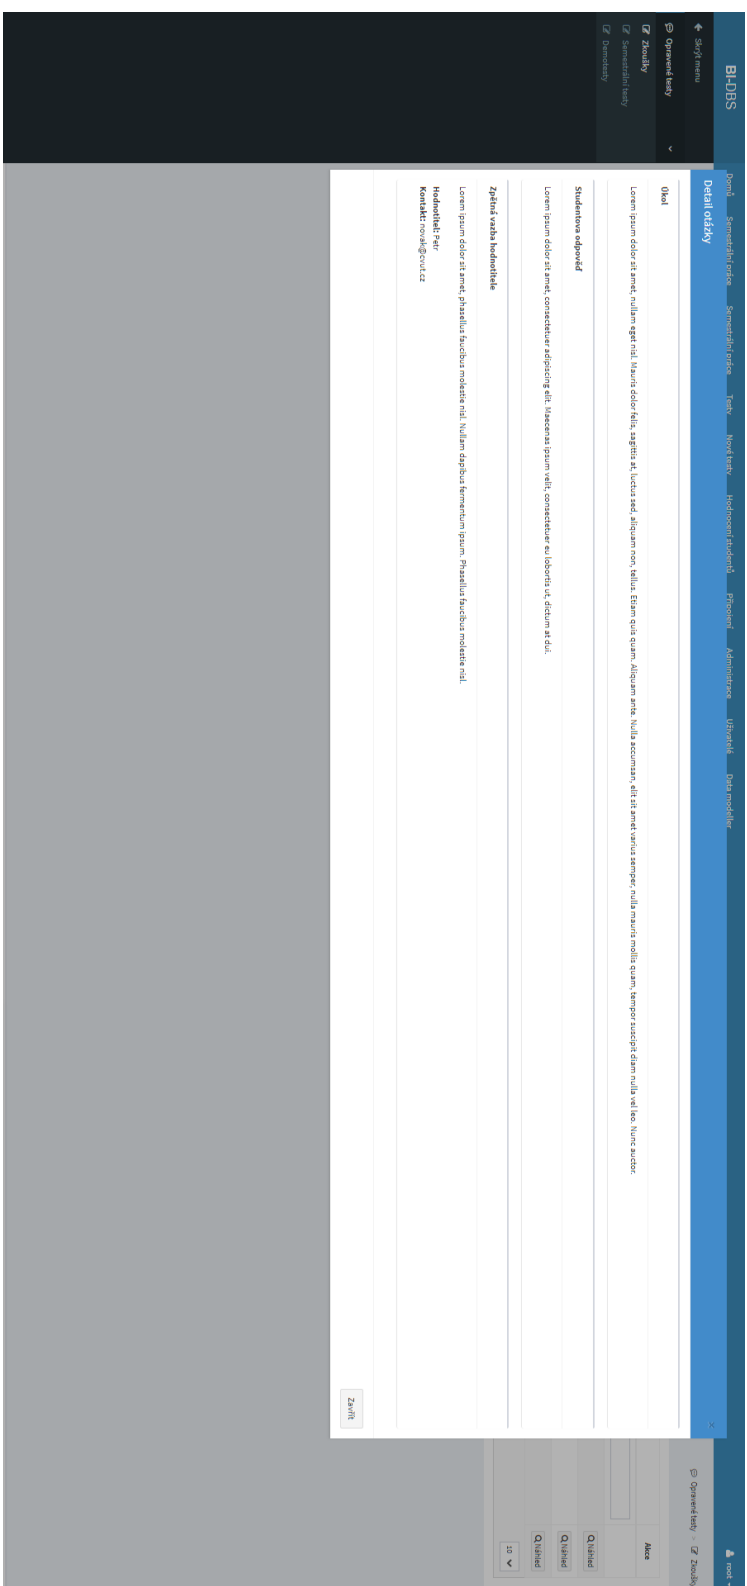 BI-DBS
Domů
Semestrální práce
Semestrální práce
Testy
Nové testy
Hodnocení studentů
Připojení
Administrace
Uživatelé
Data modeller
root
Skrýt menu
Opravené testy
Zkoušky
Semestrální testy
Demotesty
Opravené testy > Zkoušky
Detail otázky
×
Úkol
Lorem ipsum dolor sit amet, nullam eget nisl. Mauris dolor felis, sagittis at, luctus sed, aliquam non, tellus. Etiam quis quam. Aliquam ante. Nulla accumsan, elit sit amet varius semper, nulla mauris mollis quam, tempor suscipit diam nulla vel leo. Nunc auctor.
Studentova odpověď
Lorem ipsum dolor sit amet, consectetuer adipiscing elit. Maecenas ipsum velit, consectetuer eu lobortis ut, dictum at dui.
Zpětná vazba hodnotitele
Lorem ipsum dolor sit amet, phasellus faucibus molestie nisl. Nullam dapibus fermentum ipsum. Phasellus faucibus molestie nisl.
Hodnotitel: Petr
Kontakt: novak@cvut.cz
Zavřít
Akce
Náhled
Náhled
Náhled
10